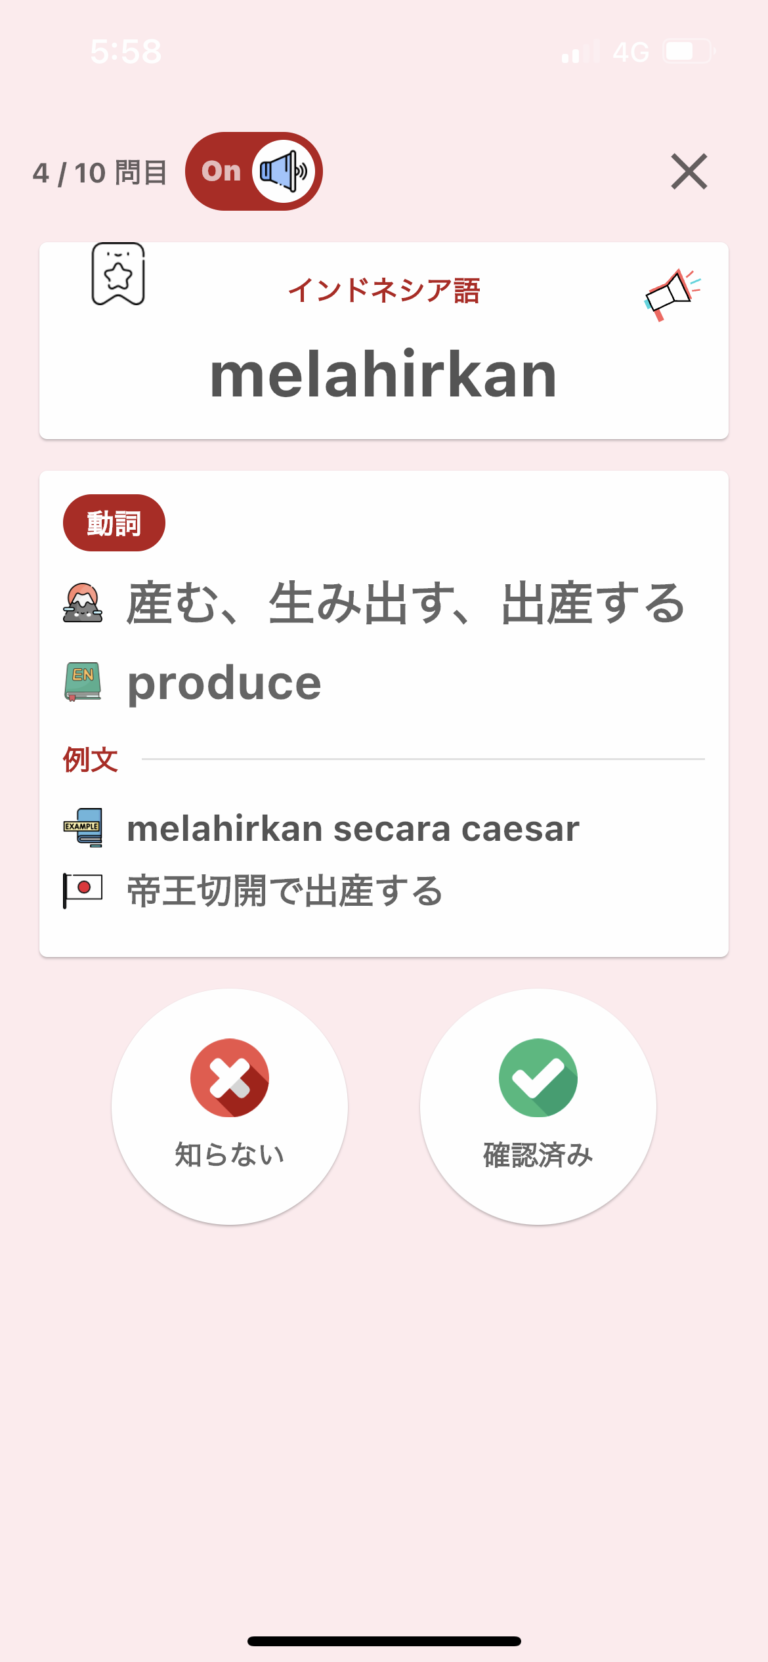 5:58
4G
4 / 10 問目
On
インドネシア語
melahirkan
動詞
産む、生み出す、出産する
EN
produce
例文
EXAMPLE
melahirkan secara caesar
帝王切開で出産する
知らない
確認済み